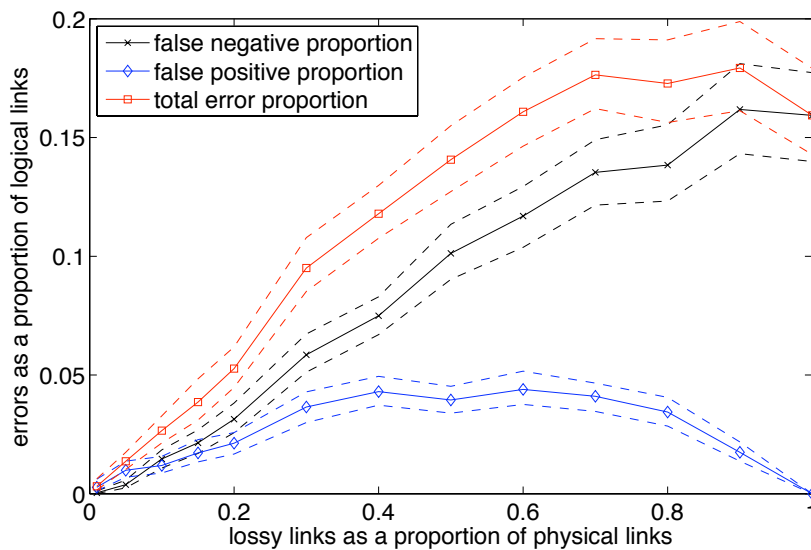 0.2
0.15
0.1
0.05
0
errors as a proportion of logical links
false negative proportion
false positive proportion
total error proportion
0 0.2 0.4 0.6 0.8 1
lossy links as a proportion of physical links